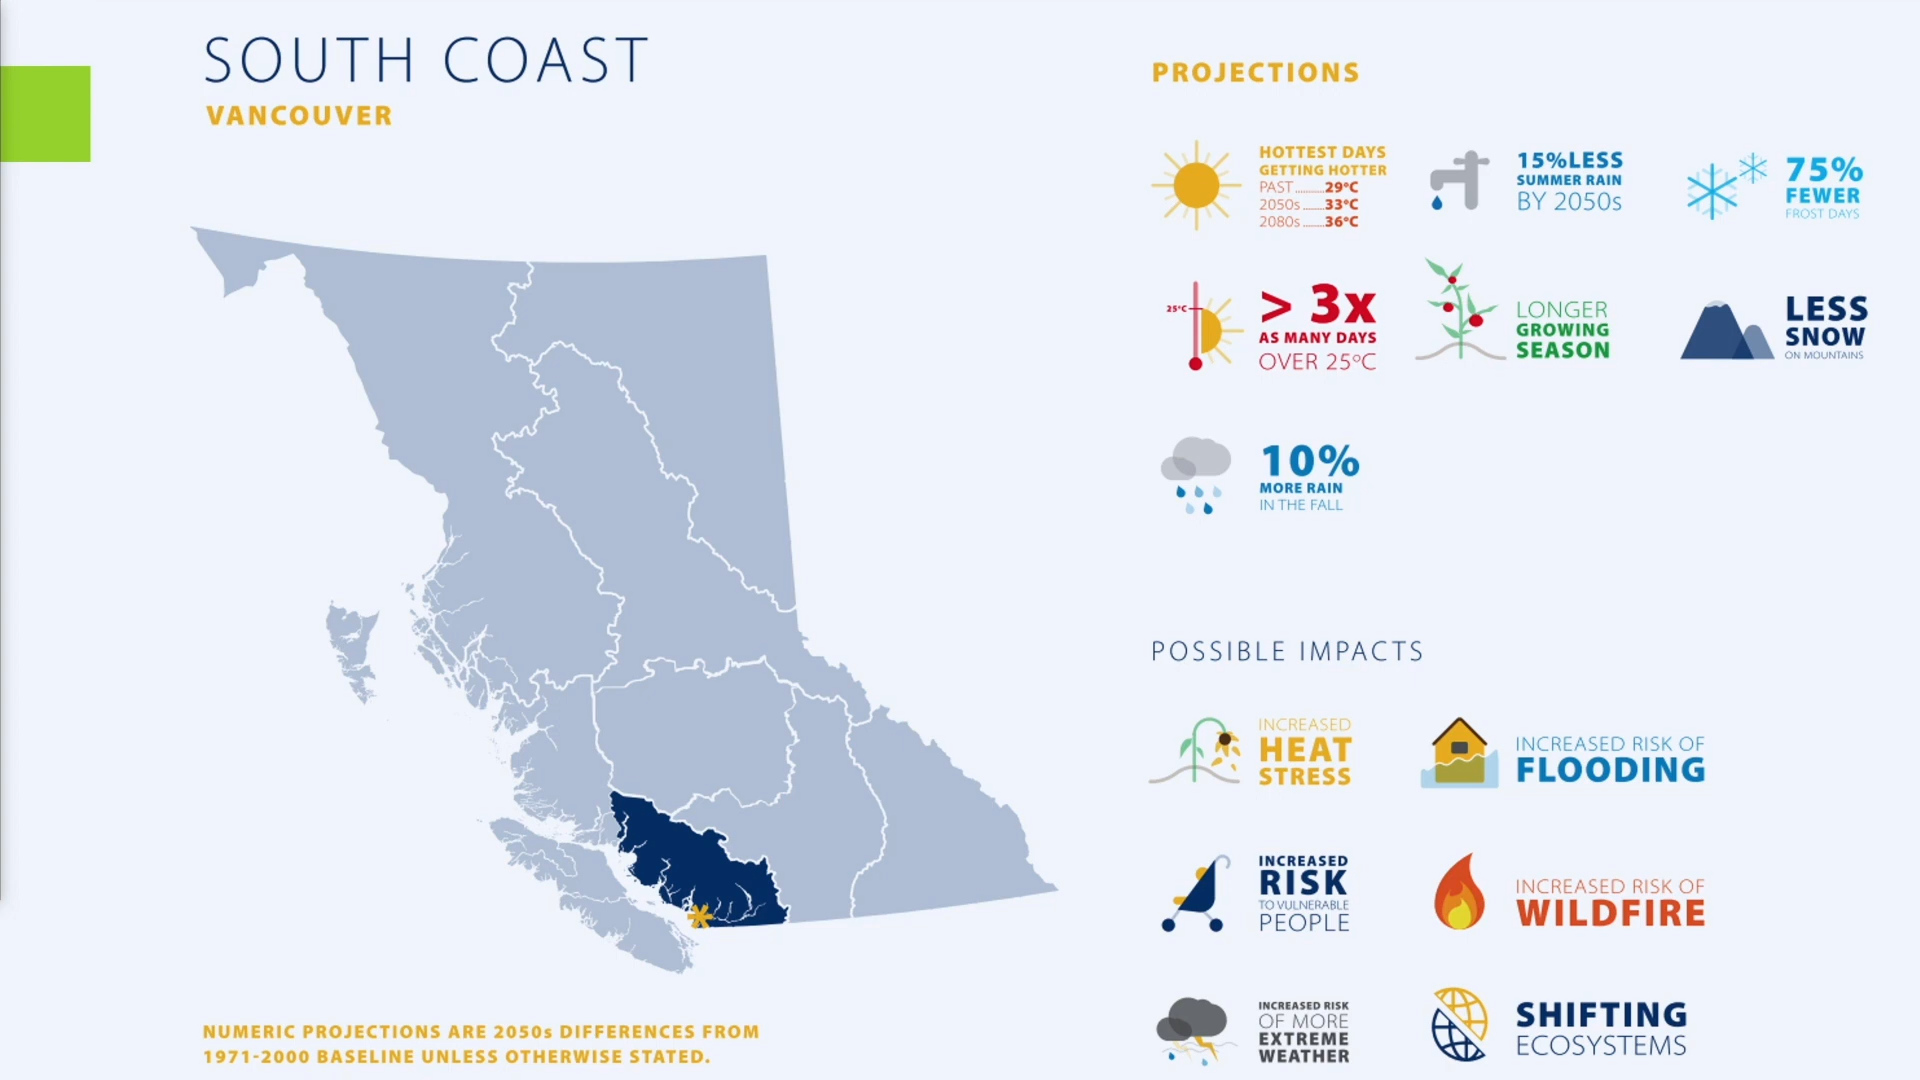 SOUTH COAST
VANCOUVER
PROJECTIONS
HOTTEST DAYS
GETTING HOTTER
PAST ........ 29°C
2050s ...... 33°C
2080s ...... 36°C
15%LESS
SUMMER RAIN
BY 2050s
75%
FEWER
FROST DAYS
25°C
> 3x
AS MANY DAYS
OVER 25°C
LONGER
GROWING
SEASON
LESS
SNOW
ON MOUNTAINS
10%
MORE RAIN
IN THE FALL
POSSIBLE IMPACTS
INCREASED
HEAT
STRESS
INCREASED RISK OF
FLOODING
INCREASED
RISK
TO VULNERABLE
PEOPLE
INCREASED RISK OF
WILDFIRE
INCREASED RISK
OF MORE
EXTREME
WEATHER
SHIFTING
ECOSYSTEMS
NUMERIC PROJECTIONS ARE 2050s DIFFERENCES FROM
1971-2000 BASELINE UNLESS OTHERWISE STATED.